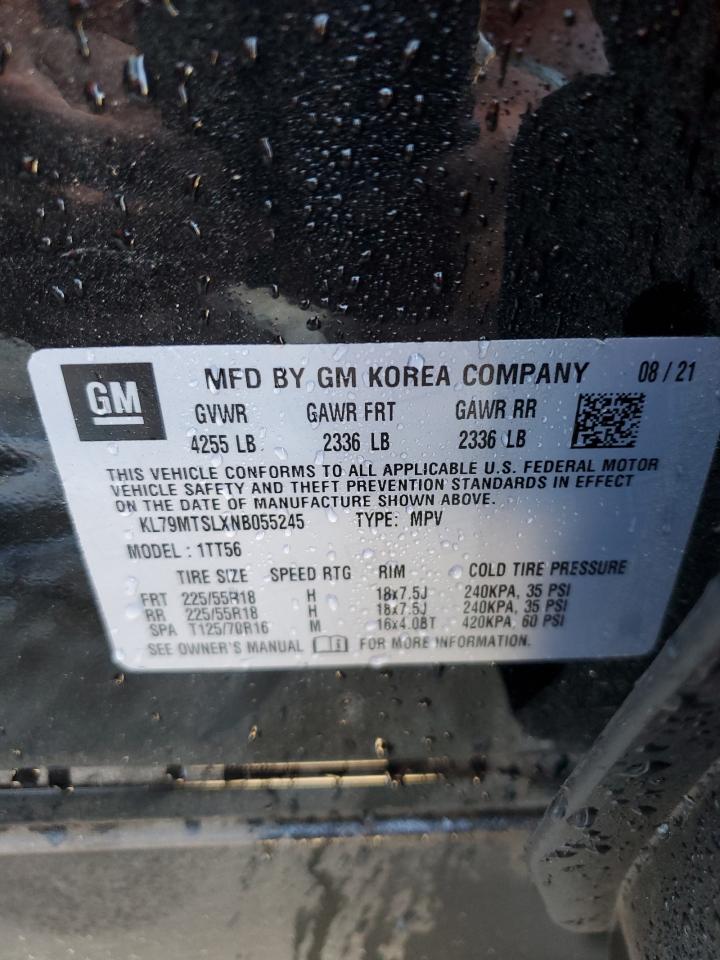 GM
MFD BY GM KOREA COMPANY 08 / 21
GVWR GAWR FRT GAWR RR
4255 LB 2336 LB 2336 LB
THIS VEHICLE CONFORMS TO ALL APPLICABLE U.S. FEDERAL MOTOR
VEHICLE SAFETY AND THEFT PREVENTION STANDARDS IN EFFECT
ON THE DATE OF MANUFACTURE SHOWN ABOVE.
KL79MTSLXNB055245 TYPE: MPV
MODEL : 1TT56
TIRE SIZE SPEED RTG RIM COLD TIRE PRESSURE
FRT 225/55R18 H 18x7.5J 240KPA, 35 PSI
RR 225/55R18 H 18x7.5J 240KPA, 35 PSI
SPA T125/70R16 M 16x4.0BT 420KPA, 60 PSI
SEE OWNER'S MANUAL FOR MORE INFORMATION.